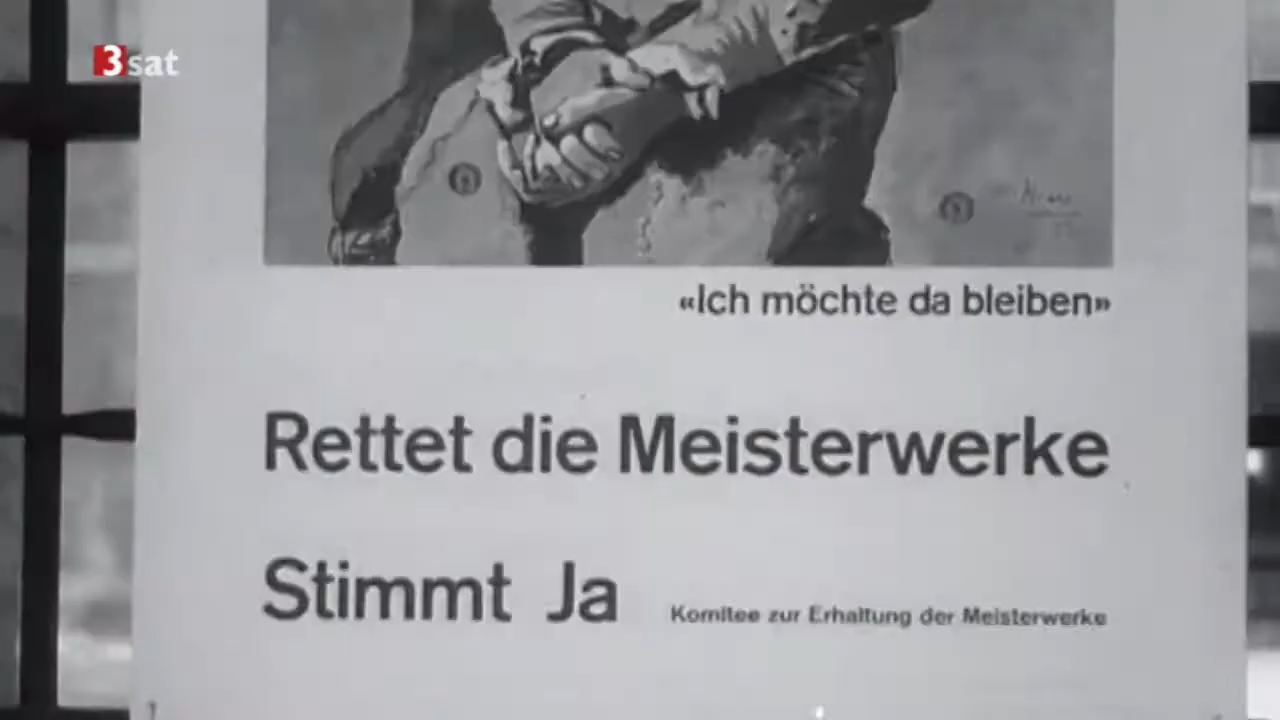 3sat
«Ich möchte da bleiben»
Rettet die Meisterwerke
Stimmt Ja
Komitee zur Erhaltung der Meisterwerke